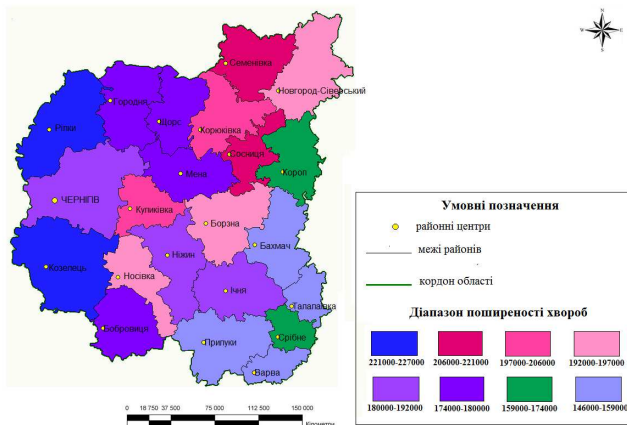 N
W
E
S
Семенівка
Новгород-Сіверський
Городня
Щорс
Корюківка
Ріпки
Сосниця
Мена
Короп
ЧЕРНІГІВ
Куликівка
Борзна
Бахмач
Ніжин
Козелець
Носівка
Ічня
Талалаївка
Бобровиця
Прилуки
Срібне
Варва
Умовні позначення
районні центри
межі районів
кордон області
Діапазон поширеності хвороб
221000-227000 206000-221000 197000-206000 192000-197000
180000-192000 174000-180000 159000-174000 146000-159000
0 18 750 37 500 75 000 112 500 150 000
Кілометри